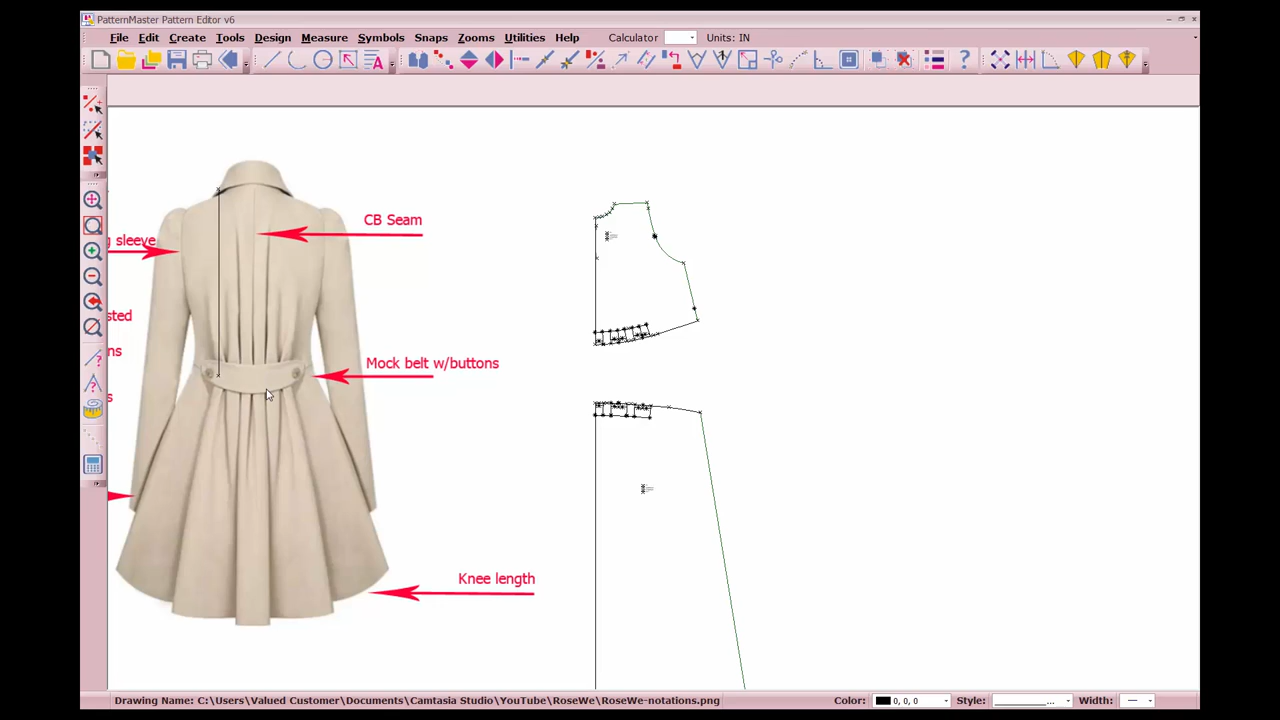 PatternMaster Pattern Editor v6
File Edit Create Tools Design Measure Symbols Snaps Zooms Utilities Help Calculator Units: IN
CB Seam
g sleeve
sted
Mock belt w/buttons
ns
s
Knee length
Drawing Name: C:\Users\Valued Customer\Documents\Camtasia Studio\YouTube\RoseWe\RoseWe-notations.png Color: 0, 0, 0 Style: Width: